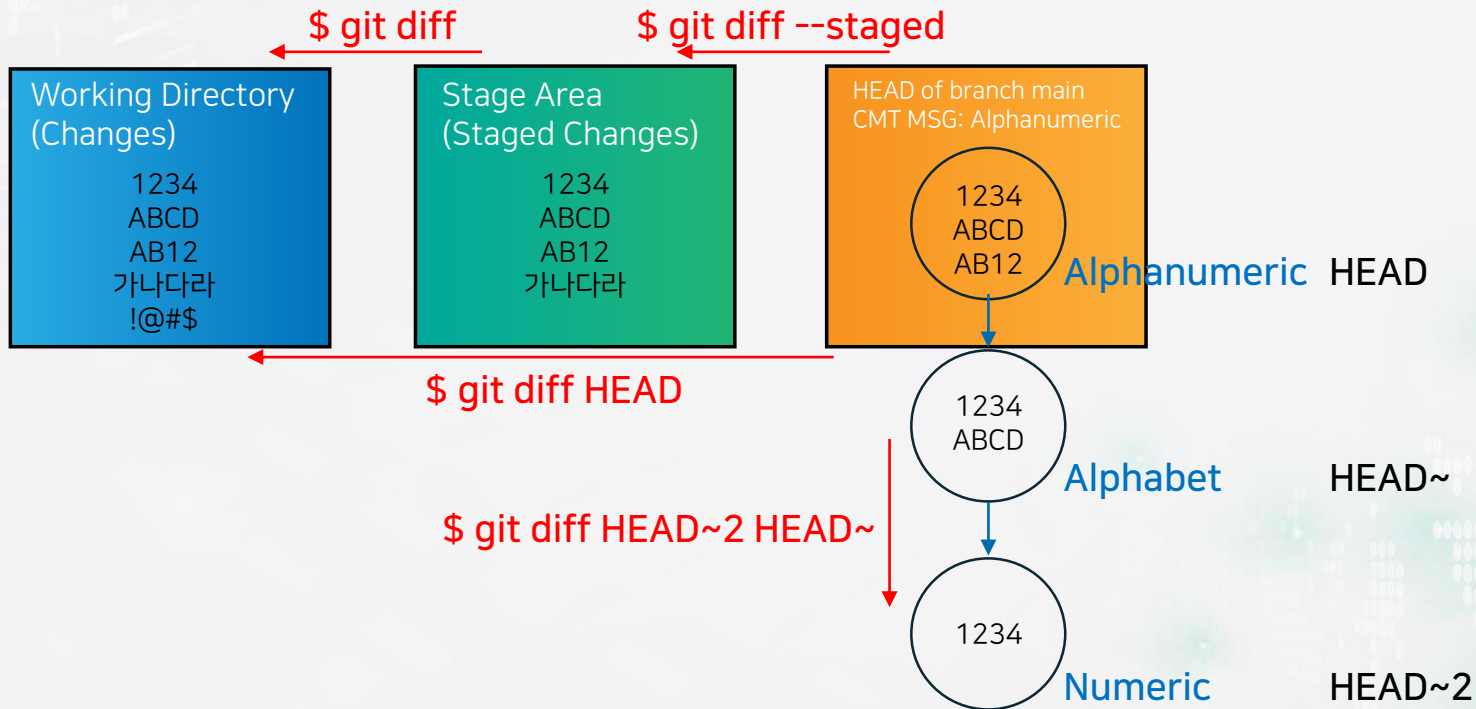 $ git diff
$ git diff --staged
Working Directory
(Changes)
1234
ABCD
AB12
가나다라
!@#$
Stage Area
(Staged Changes)
1234
ABCD
AB12
가나다라
HEAD of branch main
CMT MSG: Alphanumeric
1234
ABCD
AB12
Alphanumeric HEAD
$ git diff HEAD
1234
ABCD
Alphabet HEAD~
$ git diff HEAD~2 HEAD~
1234
Numeric HEAD~2